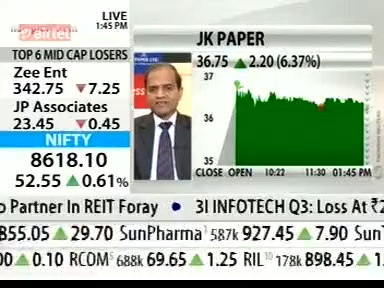 airtel
LIVE
1:45 PM
TOP 6 MID CAP LOSERS
Zee Ent
342.75 ▼7.25
JP Associates
23.45 ▼0.45
NIFTY
8618.10
52.55 ▲0.61%
JK PAPER
36.75 ▲2.20 (6.37%)
37
36
35
CLOSE OPEN 10:22 11:30 01:45 PM
o Partner In REIT Foray • 3I INFOTECH Q3: Loss At ₹2
855.05 ▲ 29.70 SunPharma 587k 927.45 ▲ 7.90 Sun
00 ▲ 0.10 RCOM 688k 69.65 ▲ 1.25 RIL 178k 898.45 ▲ 1.